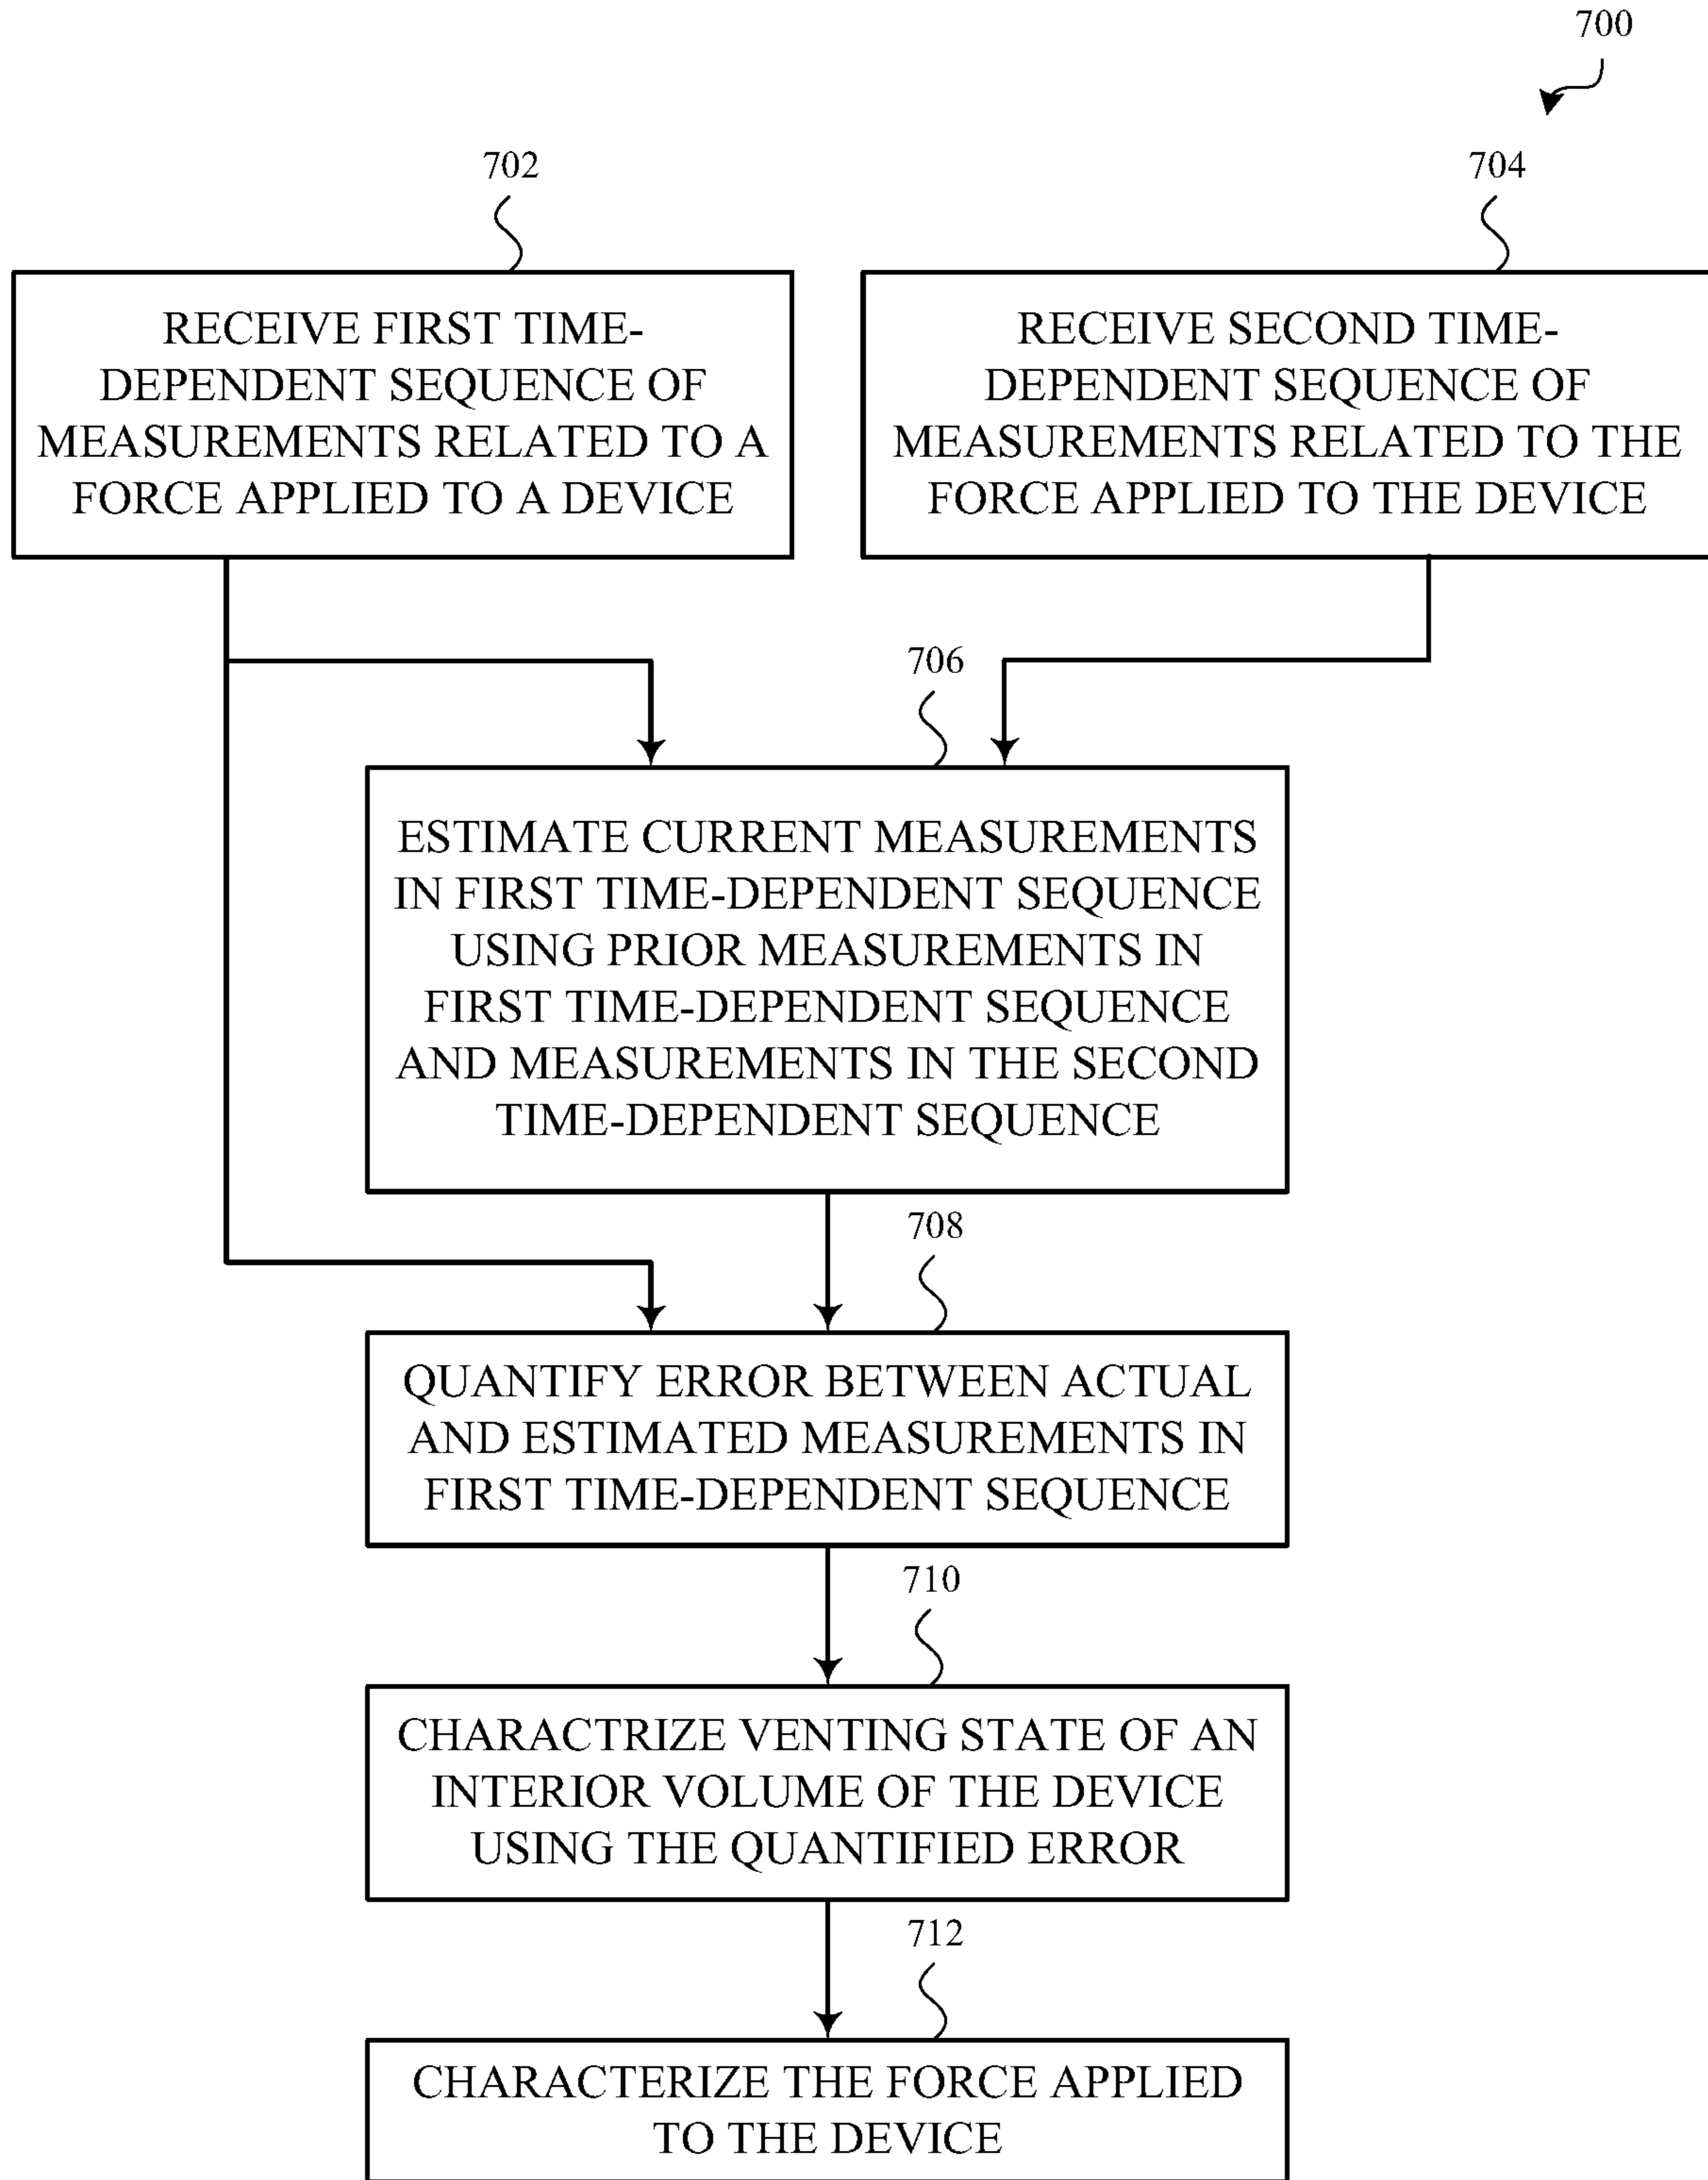 700
702
704
RECEIVE FIRST TIME-
DEPENDENT SEQUENCE OF
MEASUREMENTS RELATED TO A
FORCE APPLIED TO A DEVICE
RECEIVE SECOND TIME-
DEPENDENT SEQUENCE OF
MEASUREMENTS RELATED TO THE
FORCE APPLIED TO THE DEVICE
706
ESTIMATE CURRENT MEASUREMENTS
IN FIRST TIME-DEPENDENT SEQUENCE
USING PRIOR MEASUREMENTS IN
FIRST TIME-DEPENDENT SEQUENCE
AND MEASUREMENTS IN THE SECOND
TIME-DEPENDENT SEQUENCE
708
QUANTIFY ERROR BETWEEN ACTUAL
AND ESTIMATED MEASUREMENTS IN
FIRST TIME-DEPENDENT SEQUENCE
710
CHARACTRIZE VENTING STATE OF AN
INTERIOR VOLUME OF THE DEVICE
USING THE QUANTIFIED ERROR
712
CHARACTERIZE THE FORCE APPLIED
TO THE DEVICE